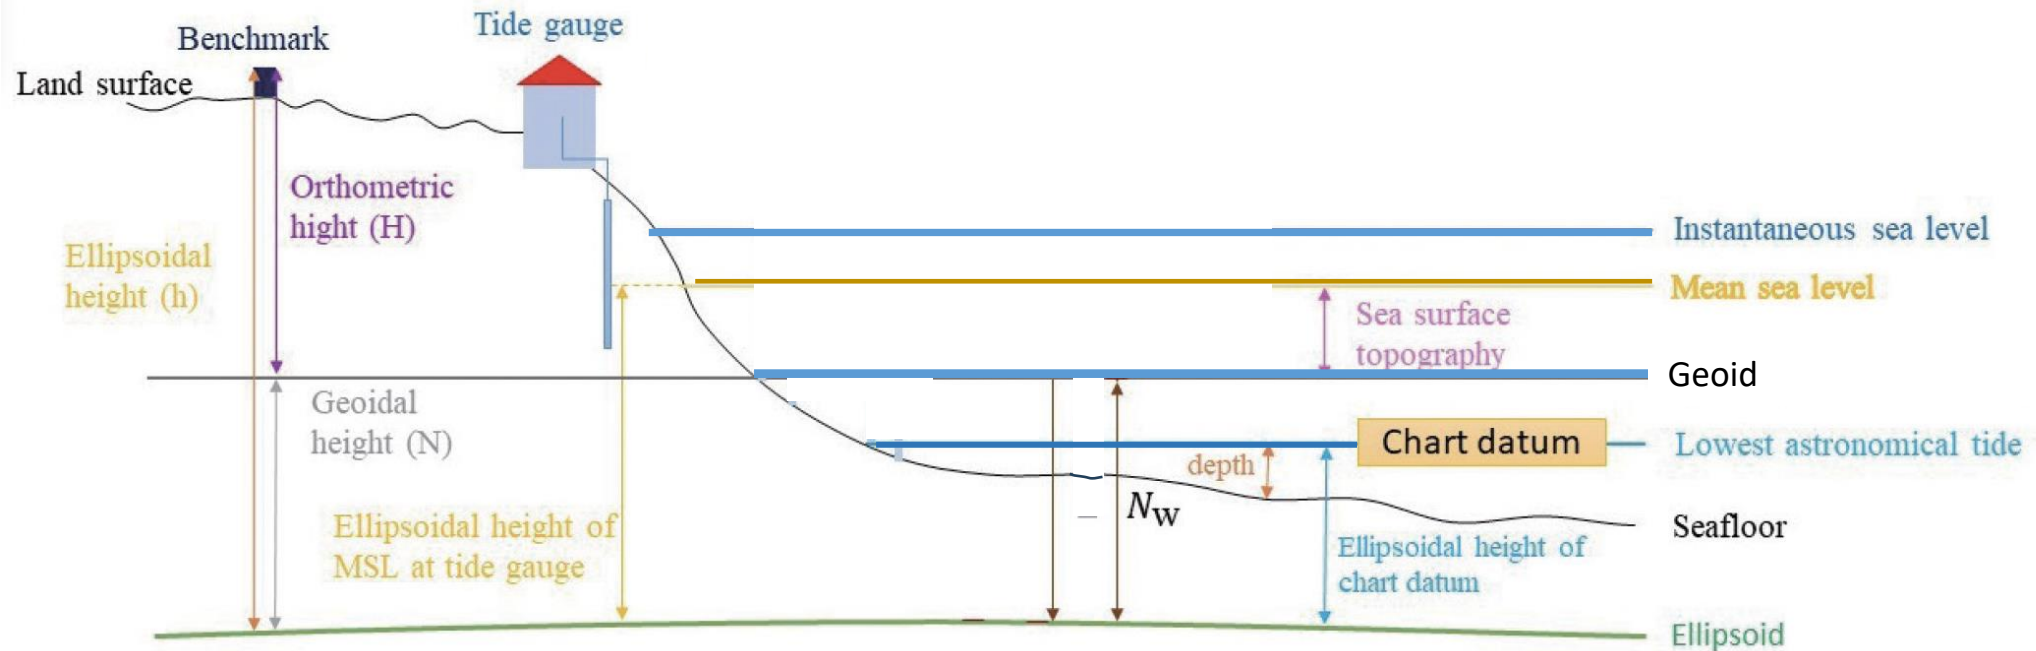 Benchmark
Tide gauge
Land surface
Orthometric
hight (H)
Ellipsoidal
height (h)
Instantaneous sea level
Mean sea level
Sea surface
topography
Geoid
Geoidal
height (N)
Chart datum
Lowest astronomical tide
depth
N_W
Seafloor
Ellipsoidal height of
MSL at tide gauge
Ellipsoidal height of
chart datum
Ellipsoid